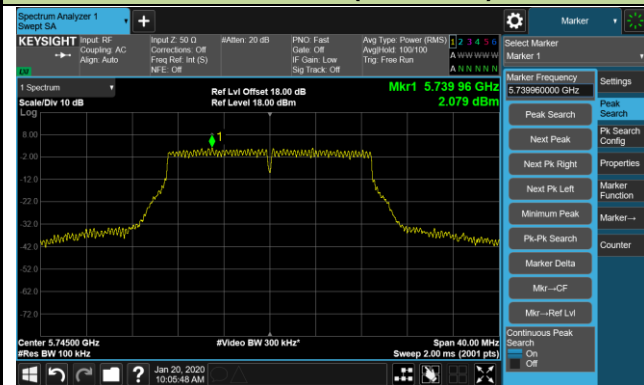 Spectrum Analyzer 1
Swept SA
Marker
KEYSIGHT
Input: RF
Coupling: AC
Align: Auto
Input Z: 50 Ω
Corrections: Off
Freq Ref: Int (S)
NFE: Off
#Atten: 20 dB
PNO: Fast
Gate: Off
IF Gain: Low
Sig Track: Off
Avg Type: Power (RMS)
Avg|Hold: 100/100
Trig: Free Run
1 2 3 4 5 6
A W W W W W
A N N N N N
Select Marker
Marker 1
1 Spectrum
Scale/Div 10 dB
Log
Ref Lvl Offset 18.00 dB
Ref Level 18.00 dBm
Mkr1 5.739 96 GHz
2.079 dBm
1
8.00
-2.00
-12.0
-22.0
-32.0
-42.0
-52.0
-62.0
-72.0
Center 5.74500 GHz
#Res BW 100 kHz
#Video BW 300 kHz*
Span 40.00 MHz
Sweep 2.00 ms (2001 pts)
Marker Frequency
5.739960000 GHz
Peak Search
Next Peak
Next Pk Right
Next Pk Left
Minimum Peak
Pk-Pk Search
Marker Delta
Mkr→CF
Mkr→Ref Lvl
Continuous Peak
Search
On
Off
Settings
Peak
Search
Pk Search
Config
Properties
Marker
Function
Marker→
Counter
Jan 20, 2020
10:05:48 AM